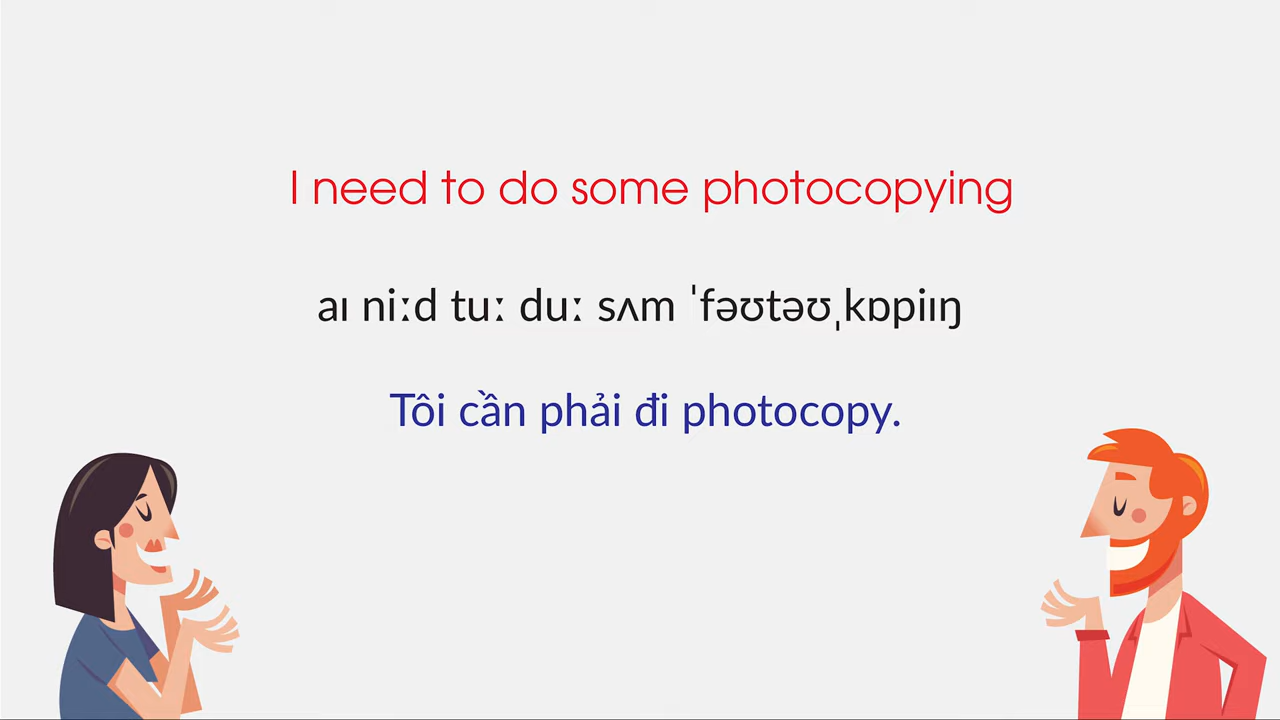 I need to do some photocopying
aɪ niːd tuː duː sʌm ˈfəʊtəʊˌkɒpiɪŋ
Tôi cần phải đi photocopy.